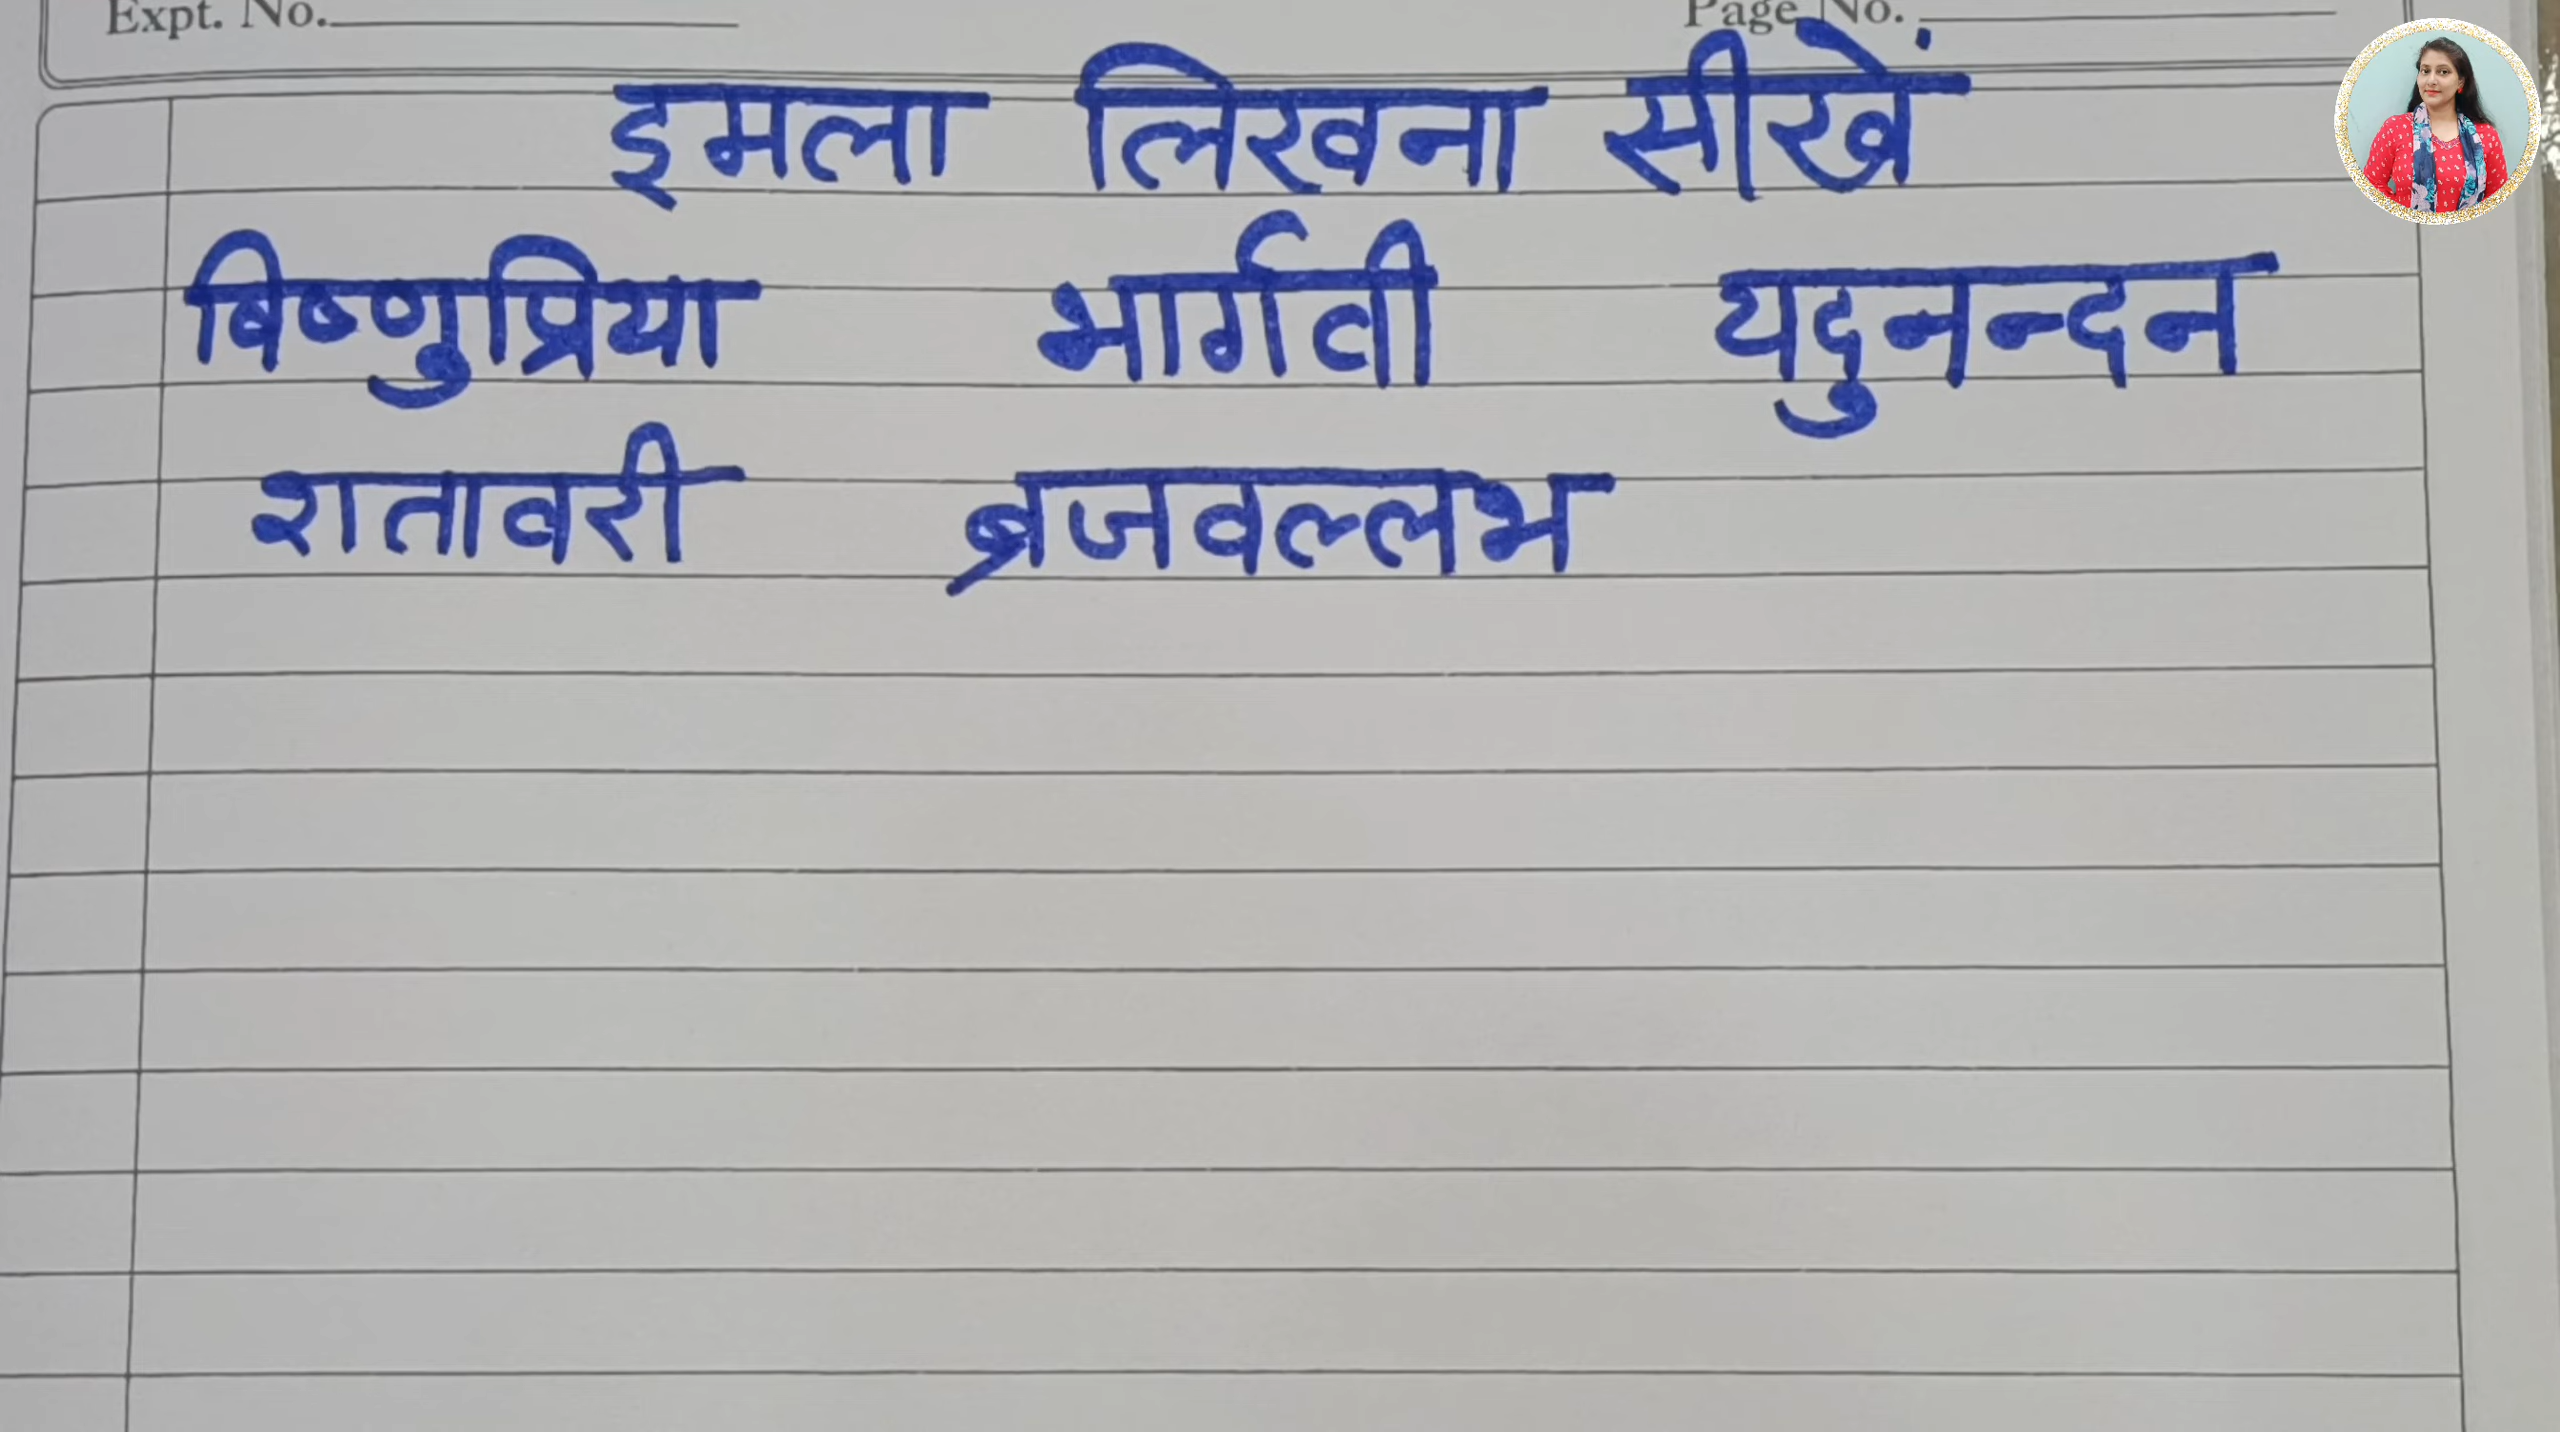 Expt. No. Page No.
इमला लिखना सीखें
विष्णुप्रिया भार्गवी यदुनन्दन
शतावरी ब्रजवल्लभ